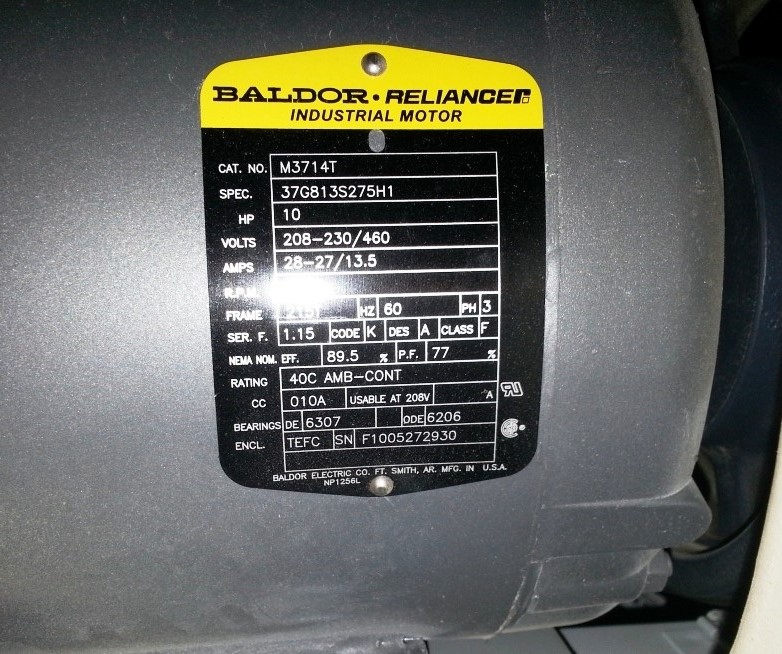 BALDOR • RELIANCE
INDUSTRIAL MOTOR
CAT. NO. M3714T
SPEC. 37G813S275H1
HP 10
VOLTS 208-230/460
AMPS 28-27/13.5
R.P.M.
FRAME HZ 60 PH 3
SER. F. 1.15 CODE K DES A CLASS F
NEMA NOM. EFF. 89.5 % P.F. 77 %
RATING 40C AMB-CONT
CC 010A USABLE AT 208V A
BEARINGS DE 6307 ODE 6206
ENCL. TEFC SN F1005272930
BALDOR ELECTRIC CO. FT. SMITH, AR. MFG. IN U.S.A.
NP1256L